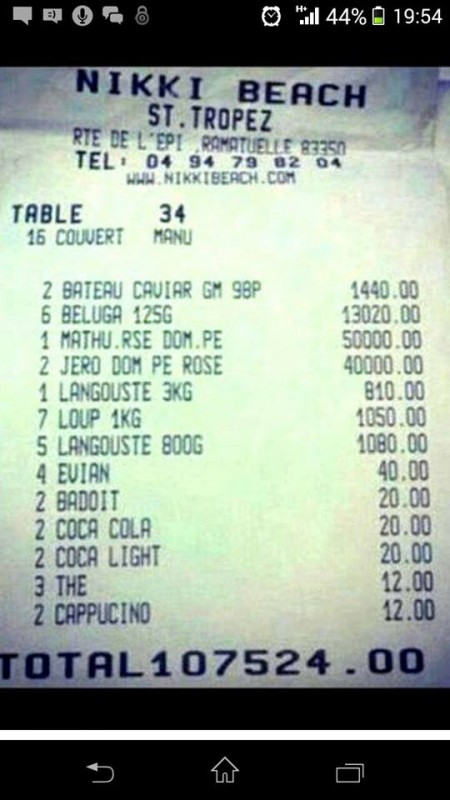 44% 19:54
NIKKI BEACH
ST.TROPEZ
RTE DE L'EPI ,RAMATUELLE 83350
TEL: 04 94 79 82 04
WWW.NIKKIBEACH.COM
TABLE 34
16 COUVERT MANU
2 BATEAU CAVIAR GM 98P 1440.00
6 BELUGA 125G 13020.00
1 MATHU.RSE DOM.PE 50000.00
2 JERO DOM PE ROSE 40000.00
1 LANGOUSTE 3KG 810.00
7 LOUP 1KG 1050.00
5 LANGOUSTE 800G 1080.00
4 EVIAN 40.00
2 BADOIT 20.00
2 COCA COLA 20.00
2 COCA LIGHT 20.00
3 THE 12.00
2 CAPPUCINO 12.00
TOTAL107524.00